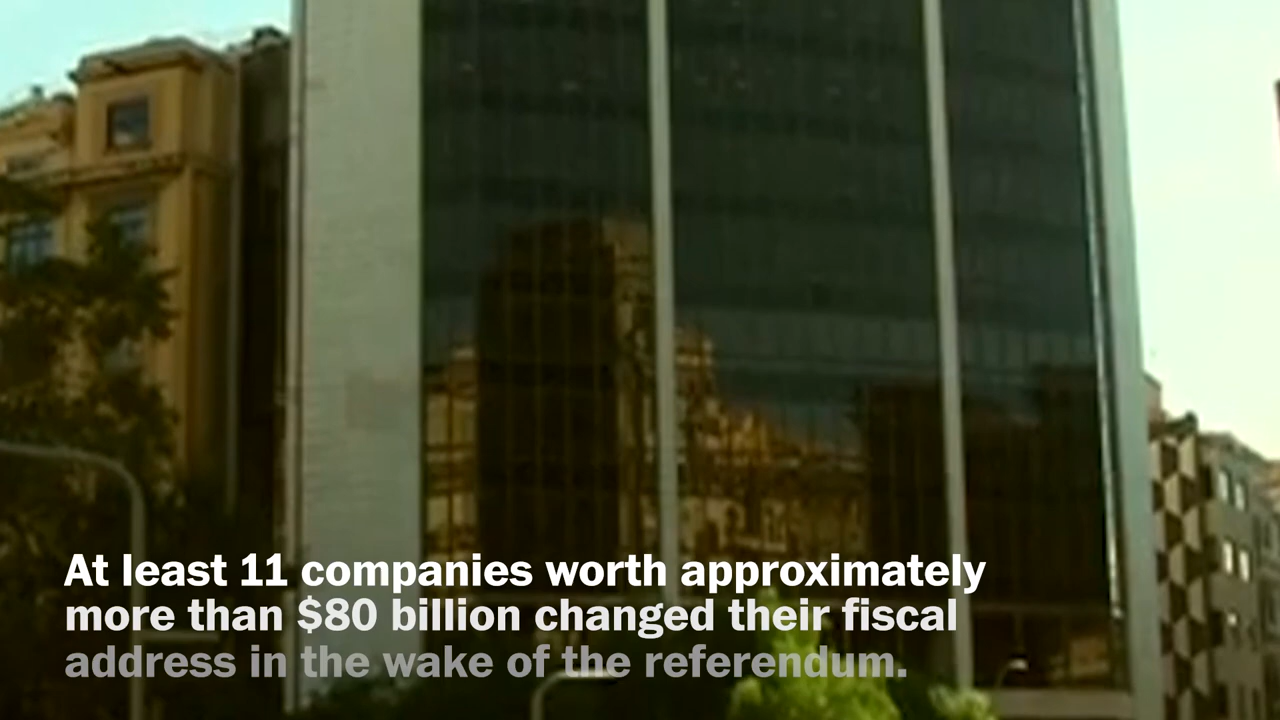 At least 11 companies worth approximately
more than $80 billion changed their fiscal
address in the wake of the referendum.